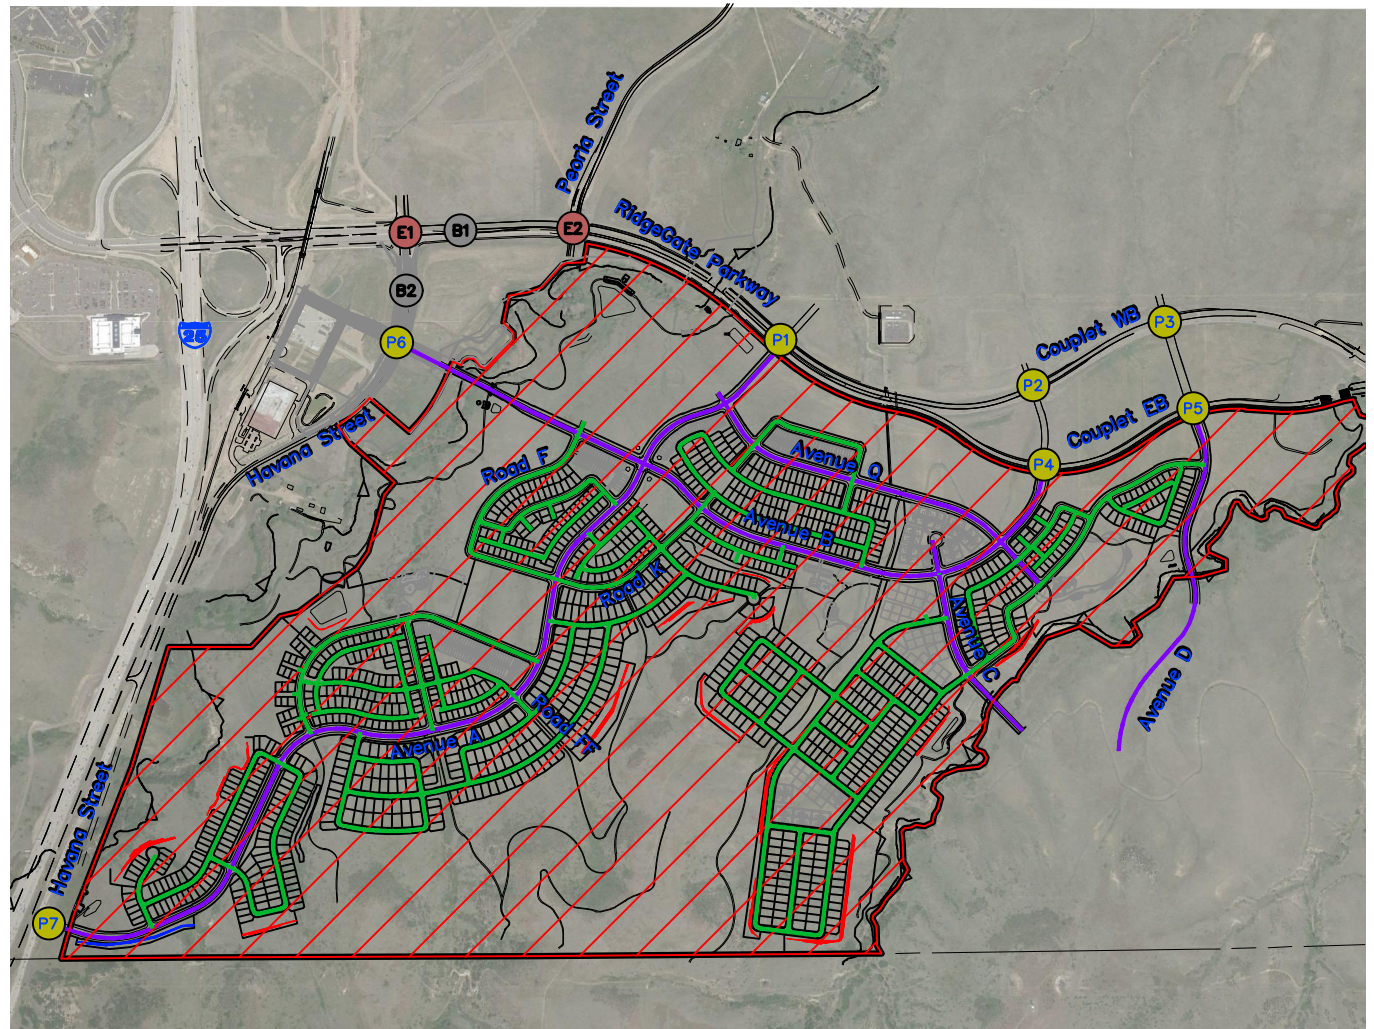 Peoria Street
RidgeGate Parkway
E1
B1
E2
B2
25
P6
P1
Couplet WB
P3
P2
Couplet EB
P5
P4
Havana Street
Road F
Avenue Q
Avenue B
Road K
Avenue C
Avenue D
Road FF
Avenue A
Havana Street
P7